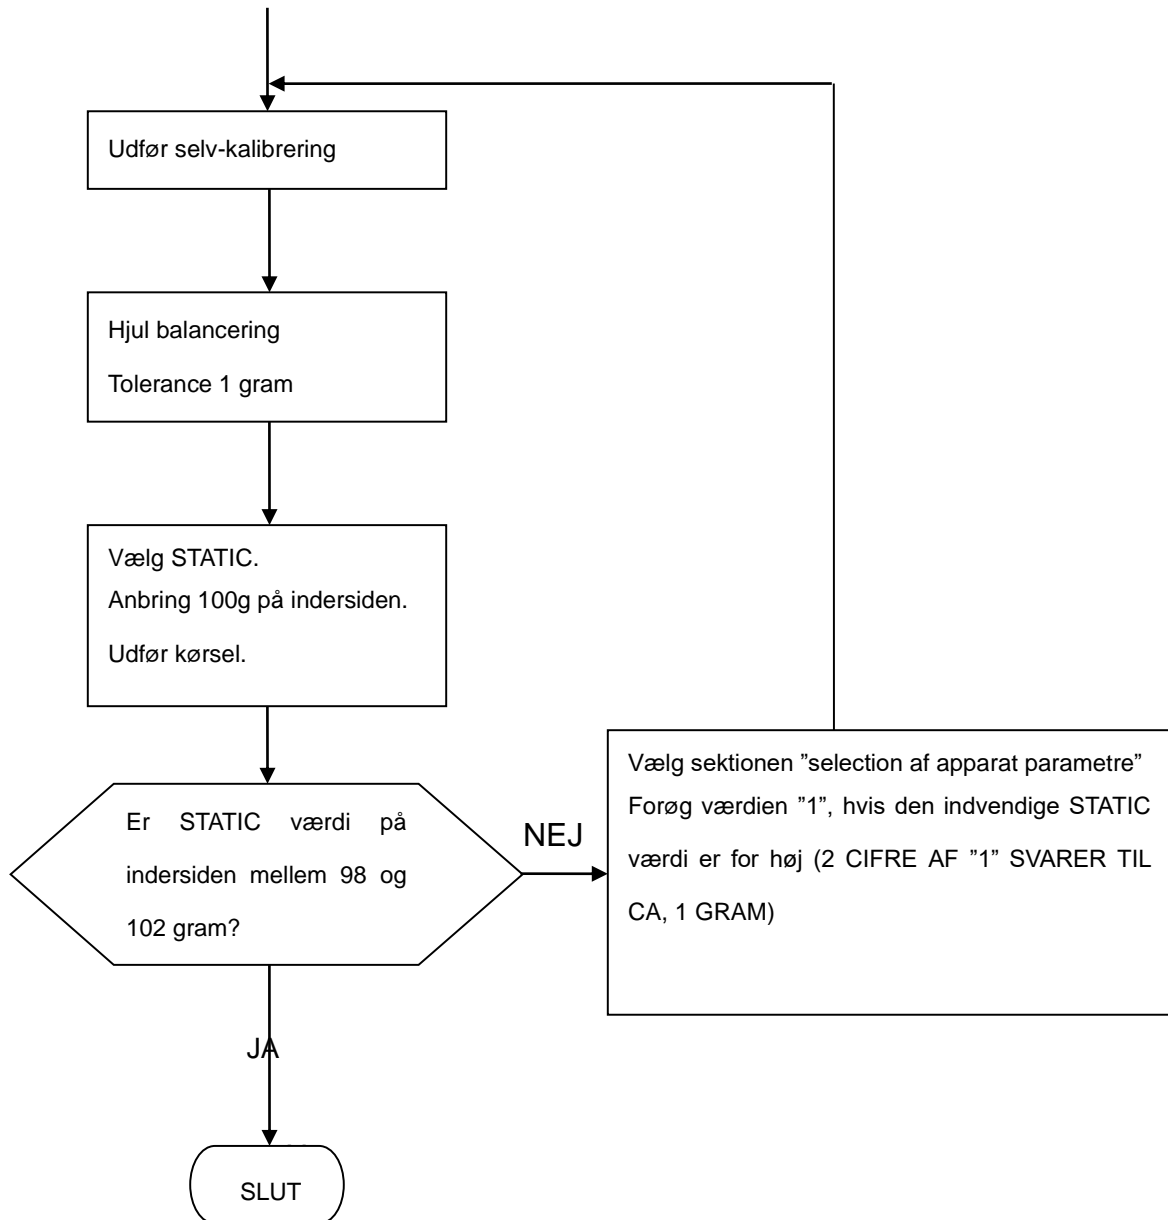 Udfør selv-kalibrering
Hjul balancering
Tolerance 1 gram
Vælg STATIC.
Anbring 100g på indersiden.
Udfør kørsel.
Er STATIC værdi på
indersiden mellem 98 og
102 gram?
NEJ
Vælg sektionen ”selection af apparat parametre”
Forøg værdien ”1”, hvis den indvendige STATIC
værdi er for høj (2 CIFRE AF ”1” SVARER TIL
CA, 1 GRAM)
JA
SLUT